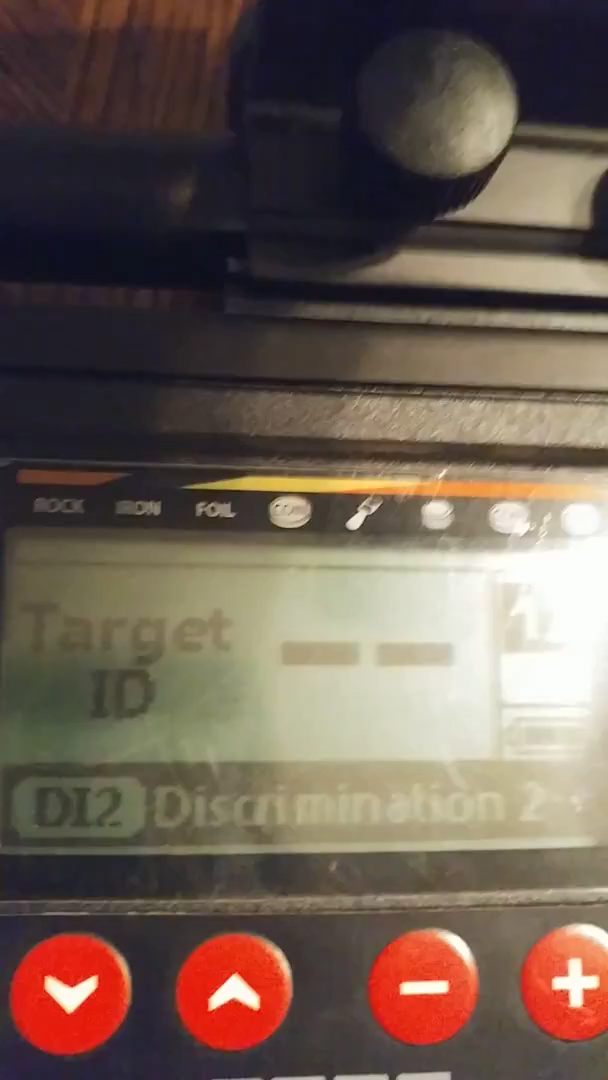 ROCK IRON FOIL
Target
ID
-- --
DI2 Discrimination 2